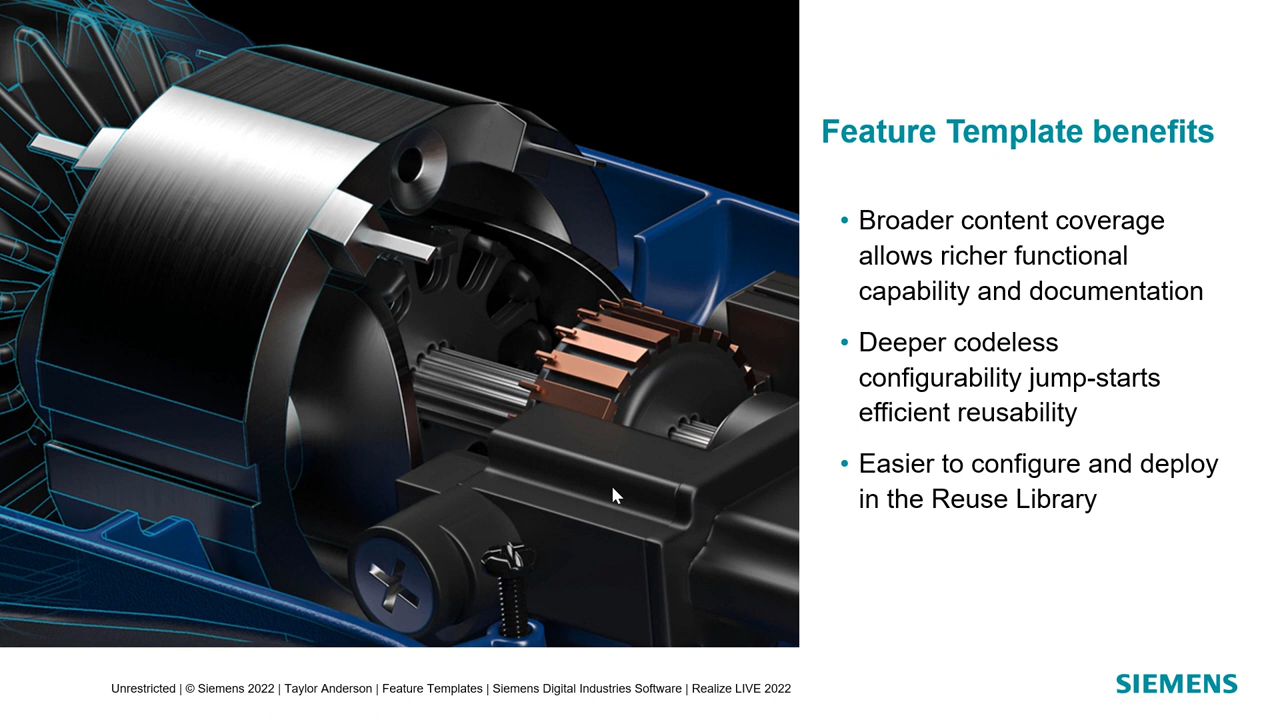 Feature Template benefits
• Broader content coverage
allows richer functional
capability and documentation
• Deeper codeless
configurability jump-starts
efficient reusability
• Easier to configure and deploy
in the Reuse Library
Unrestricted | © Siemens 2022 | Taylor Anderson | Feature Templates | Siemens Digital Industries Software | Realize LIVE 2022
SIEMENS